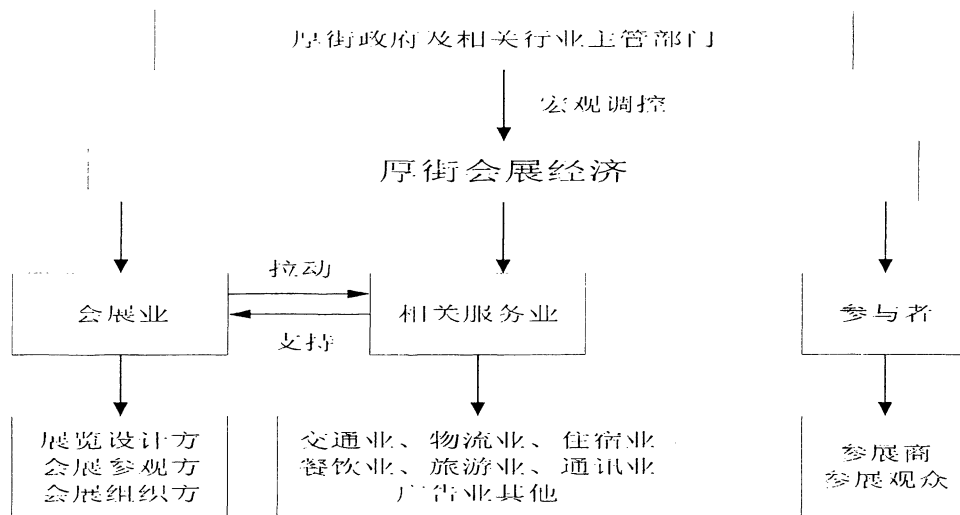 厚街政府及相关行业主管部门
宏观调控
厚街会展经济
拉动
会展业
相关服务业
参与者
支持
展览设计方
会展参观方
会展组织方
交通业、物流业、住宿业
餐饮业、旅游业、通讯业
广告业其他
参展商
参展观众